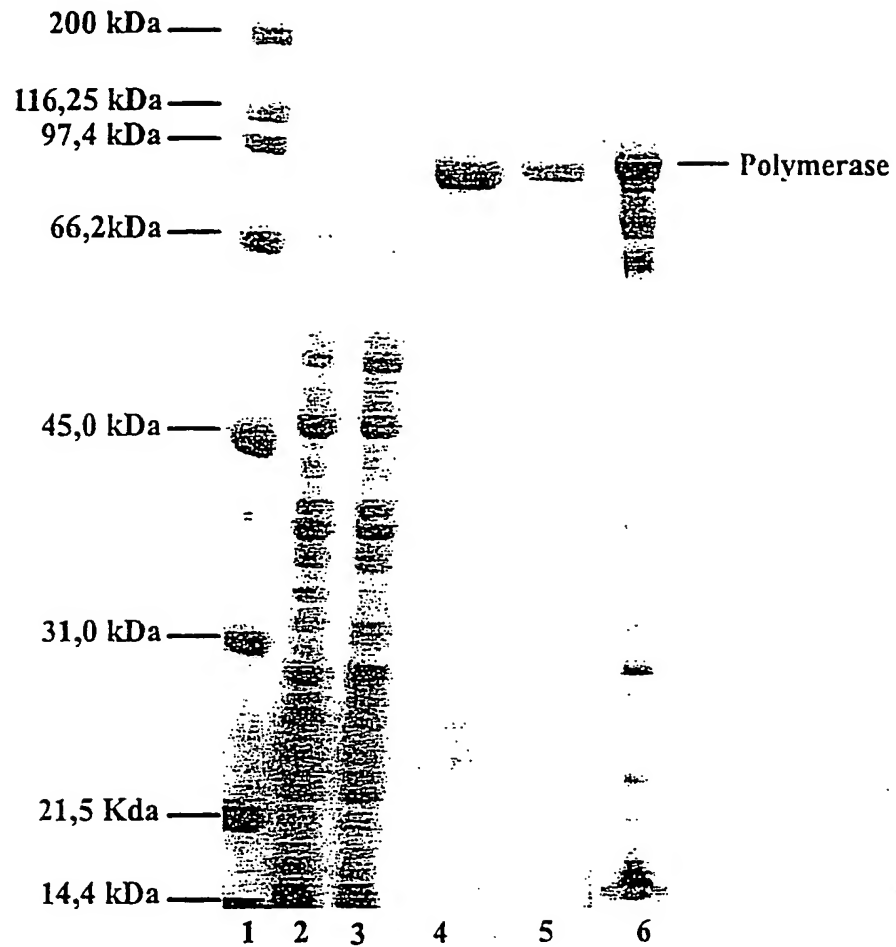 200 kDa
116,25 kDa
97,4 kDa
Polymerase
66,2kDa
45,0 kDa
31,0 kDa
21,5 Kda
14,4 kDa
1 2 3 4 5 6